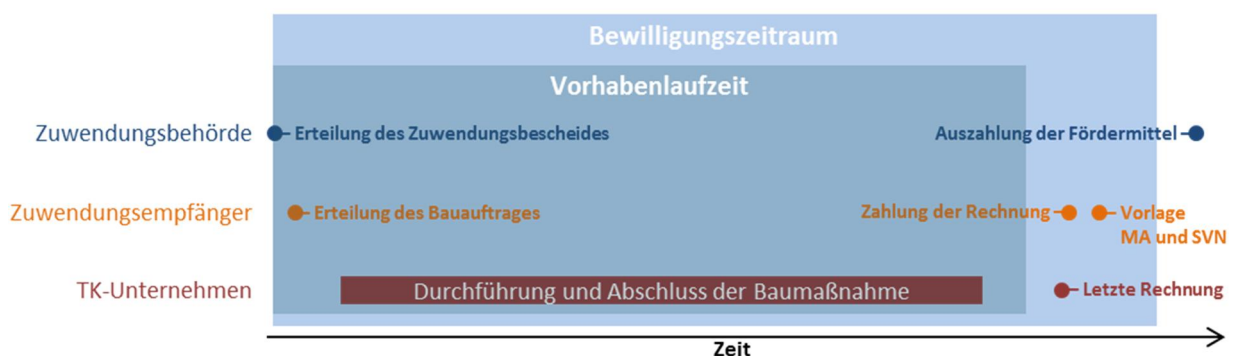 Bewilligungszeitraum
Vorhabenlaufzeit
Zuwendungsbehörde
Erteilung des Zuwendungsbescheides
Auszahlung der Fördermittel
Zuwendungsempfänger
Erteilung des Bauauftrages
Zahlung der Rechnung
Vorlage
MA und SVN
TK-Unternehmen
Durchführung und Abschluss der Baumaßnahme
Letzte Rechnung
Zeit